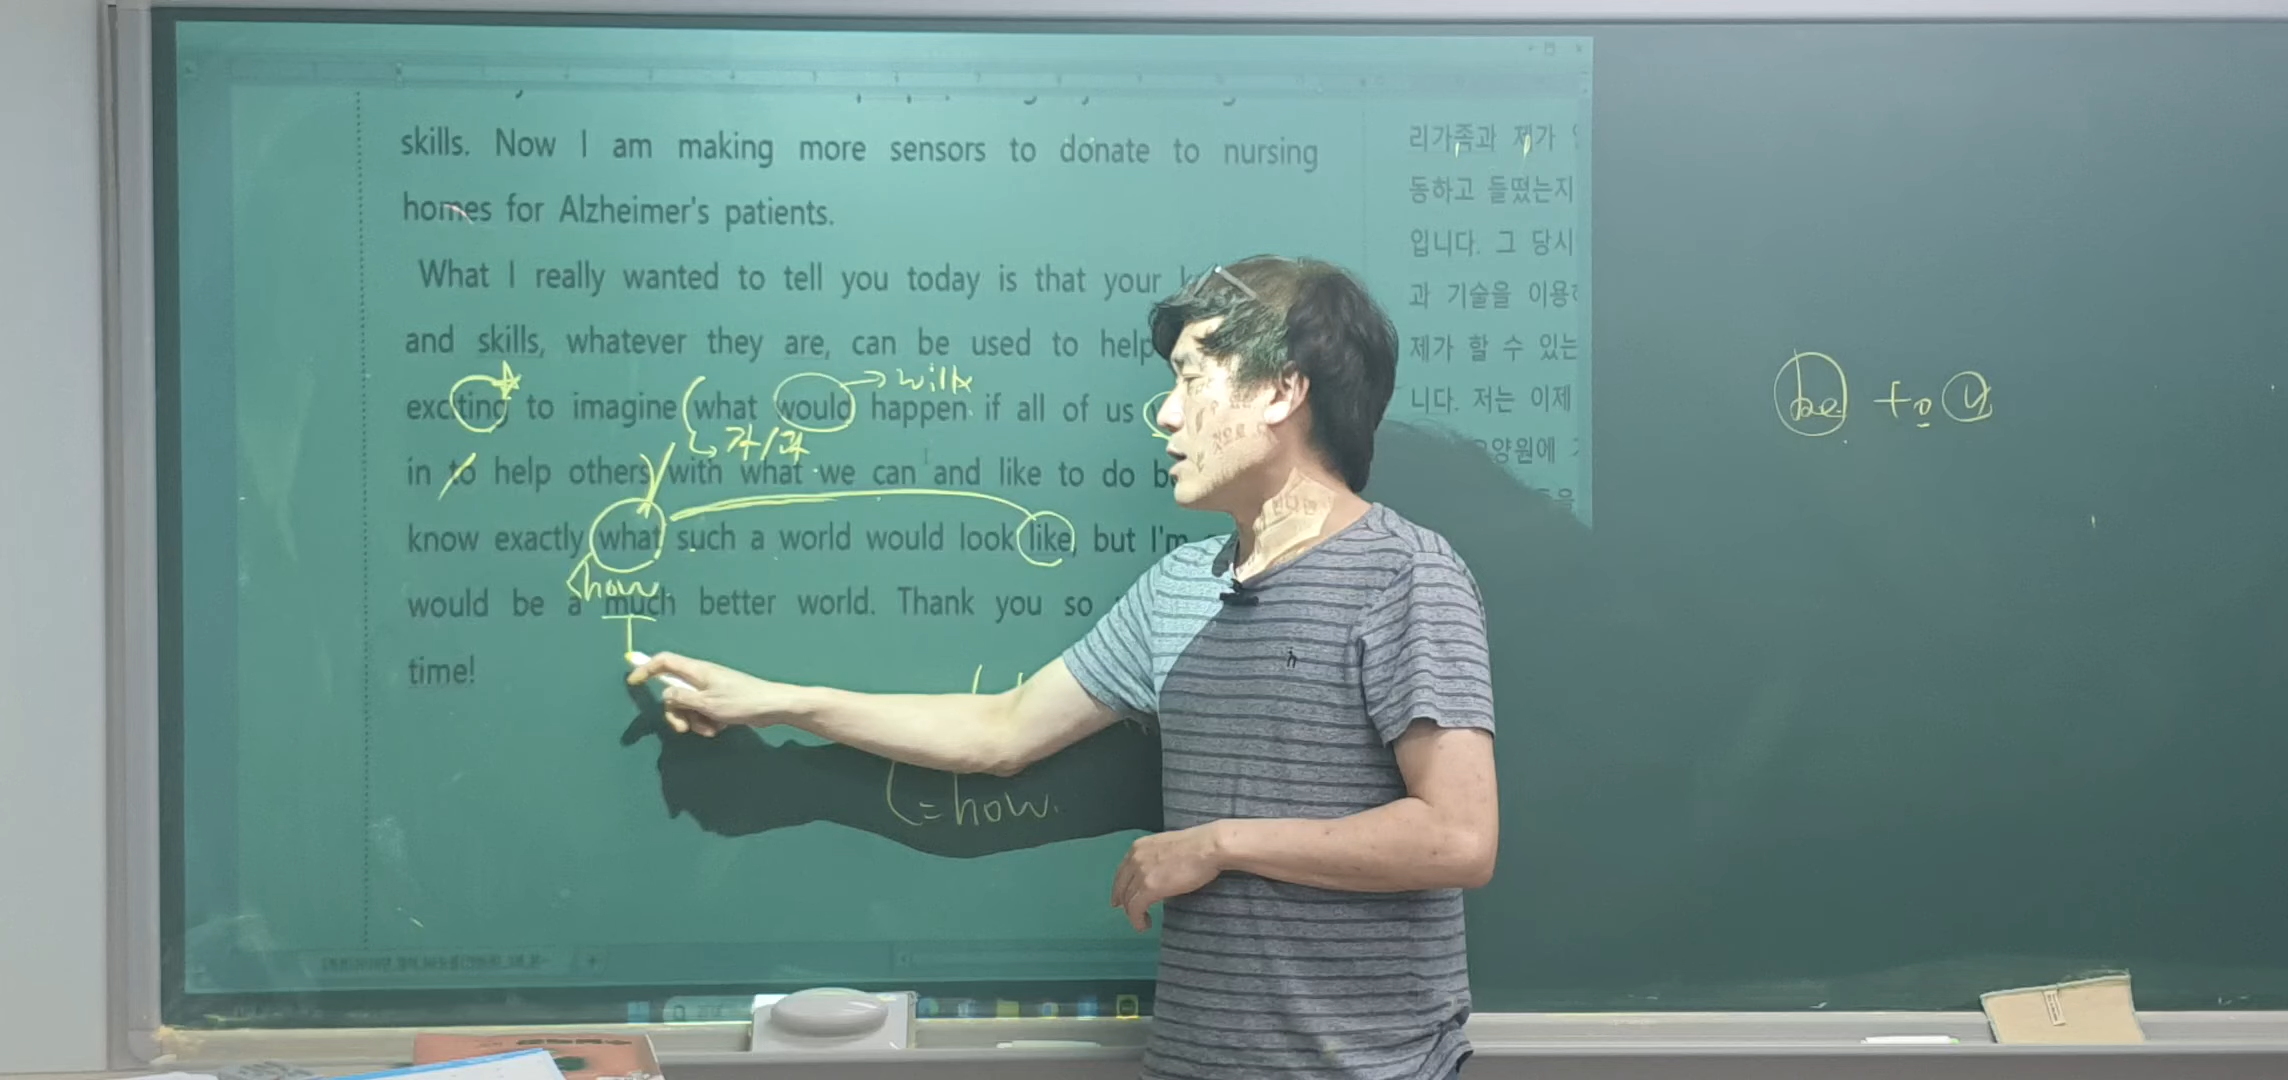 skills. Now I am making more sensors to donate to nursing
homes for Alzheimer's patients.
What I really wanted to tell you today is that your
and skills, whatever they are, can be used to help
exciting to imagine what would happen if all of us
in to help others with what we can and like to do
know exactly what such a world would look like, but I'm
would be a much better world. Thank you so
time!
will
가/과
how
=how.
리가족과 제가
동하고 들떴는지
입니다. 그 당시
과 기술을 이용
제가 할 수 있는
니다. 저는 이제
요양원에
be + to v